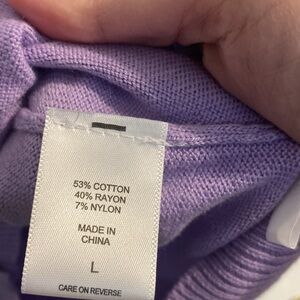 53% COTTON
40% RAYON
7% NYLON
MADE IN
CHINA
L
CARE ON REVERSE